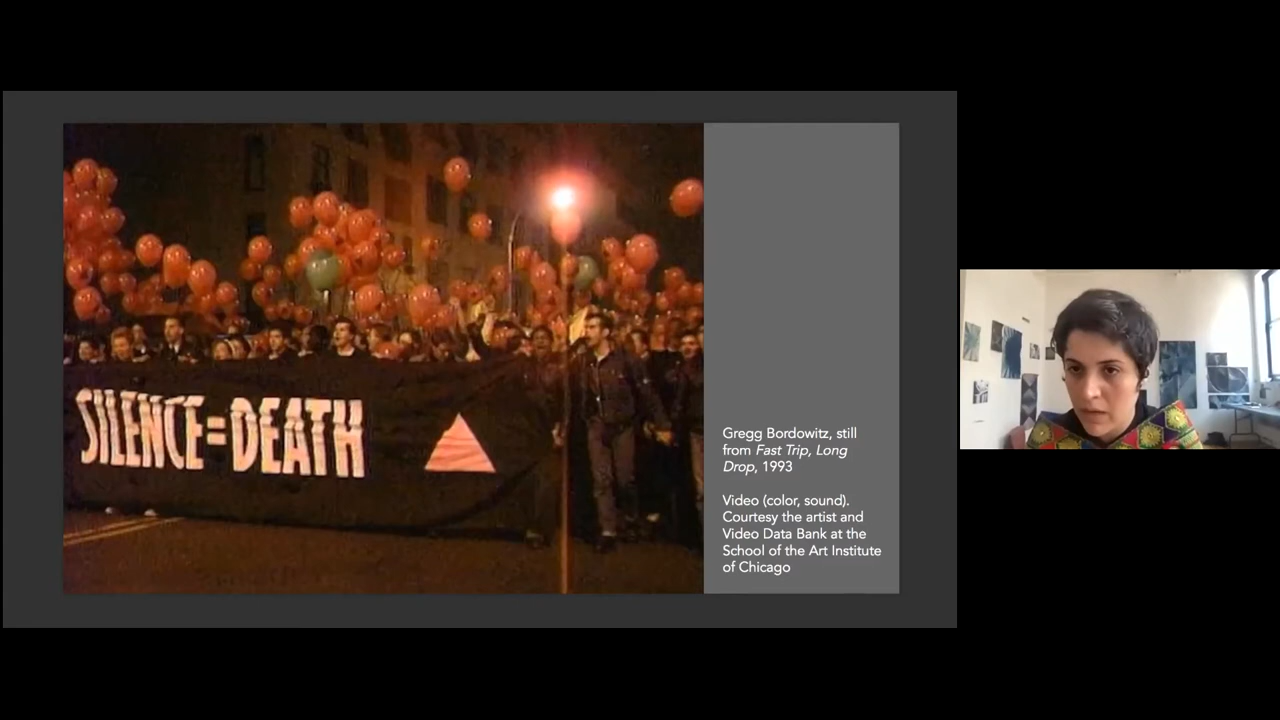 SILENCE=DEATH
Gregg Bordowitz, still
from Fast Trip, Long
Drop, 1993
Video (color, sound).
Courtesy the artist and
Video Data Bank at the
School of the Art Institute
of Chicago